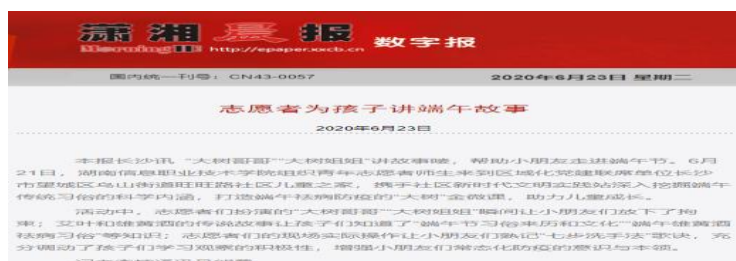 潇湘晨报
Morning http://epaper.xxcb.cn 数字报
国内统一刊号：CN43-0057 2020年6月23日 星期二
志愿者为孩子讲端午故事
2020年6月23日
本报长沙讯 “大树哥哥”“大树姐姐”讲故事喽，帮助小朋友走进端午节。6月
21日，湖南信息职业技术学院组织青年志愿者师生来到区域化党建联席单位长沙
市望城区乌山街道旺旺路社区儿童之家，携手社区新时代文明实践站深入挖掘端午
传统习俗的科学内涵，打造端午祛病防疫的“大树”金微课，助力儿童成长。
活动中，志愿者们扮演的“大树哥哥”“大树姐姐”瞬间让小朋友们放下了拘
束；艾叶和雄黄酒的传说故事让孩子们知道了“端午节习俗来历和文化”“端午雄黄酒
祛病习俗”等知识；志愿者们的现场实际操作让小朋友们熟记“七步洗手法”歌诀，充
分调动了孩子们学习观察的积极性，增强小朋友们常态化防疫的意识与本领。